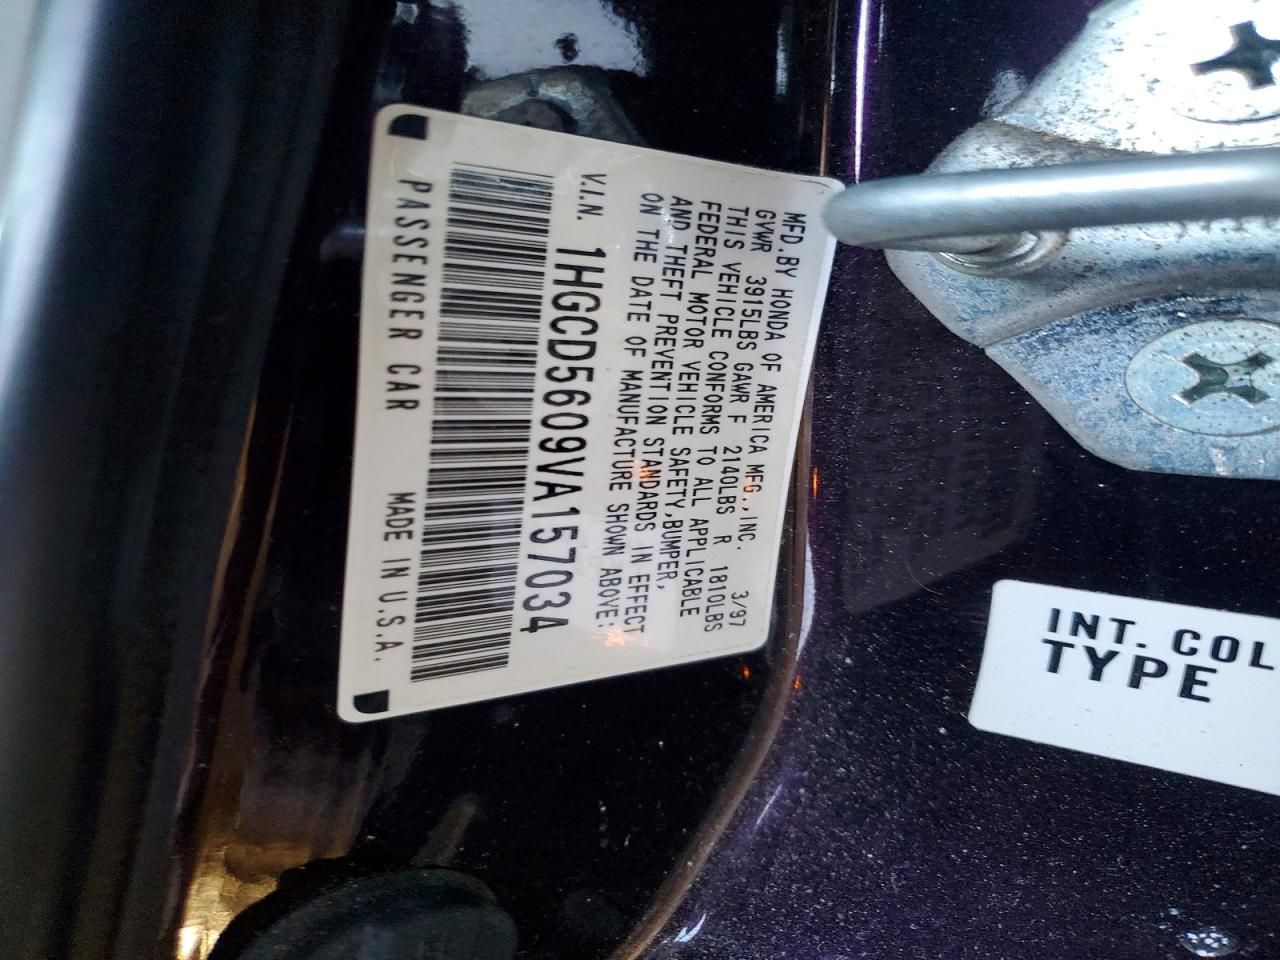 MFD.BY HONDA OF AMERICA MFG.,INC. 3/97
GVWR 3915LBS GAWR F 2140LBS R 1810LBS
THIS VEHICLE CONFORMS TO ALL APPLICABLE
FEDERAL MOTOR VEHICLE SAFETY,BUMPER,
AND THEFT PREVENTION STANDARDS IN EFFECT
ON THE DATE OF MANUFACTURE SHOWN ABOVE:
V.I.N. 1HGCD5609VA157034
PASSENGER CAR MADE IN U.S.A.
INT. COL
TYPE